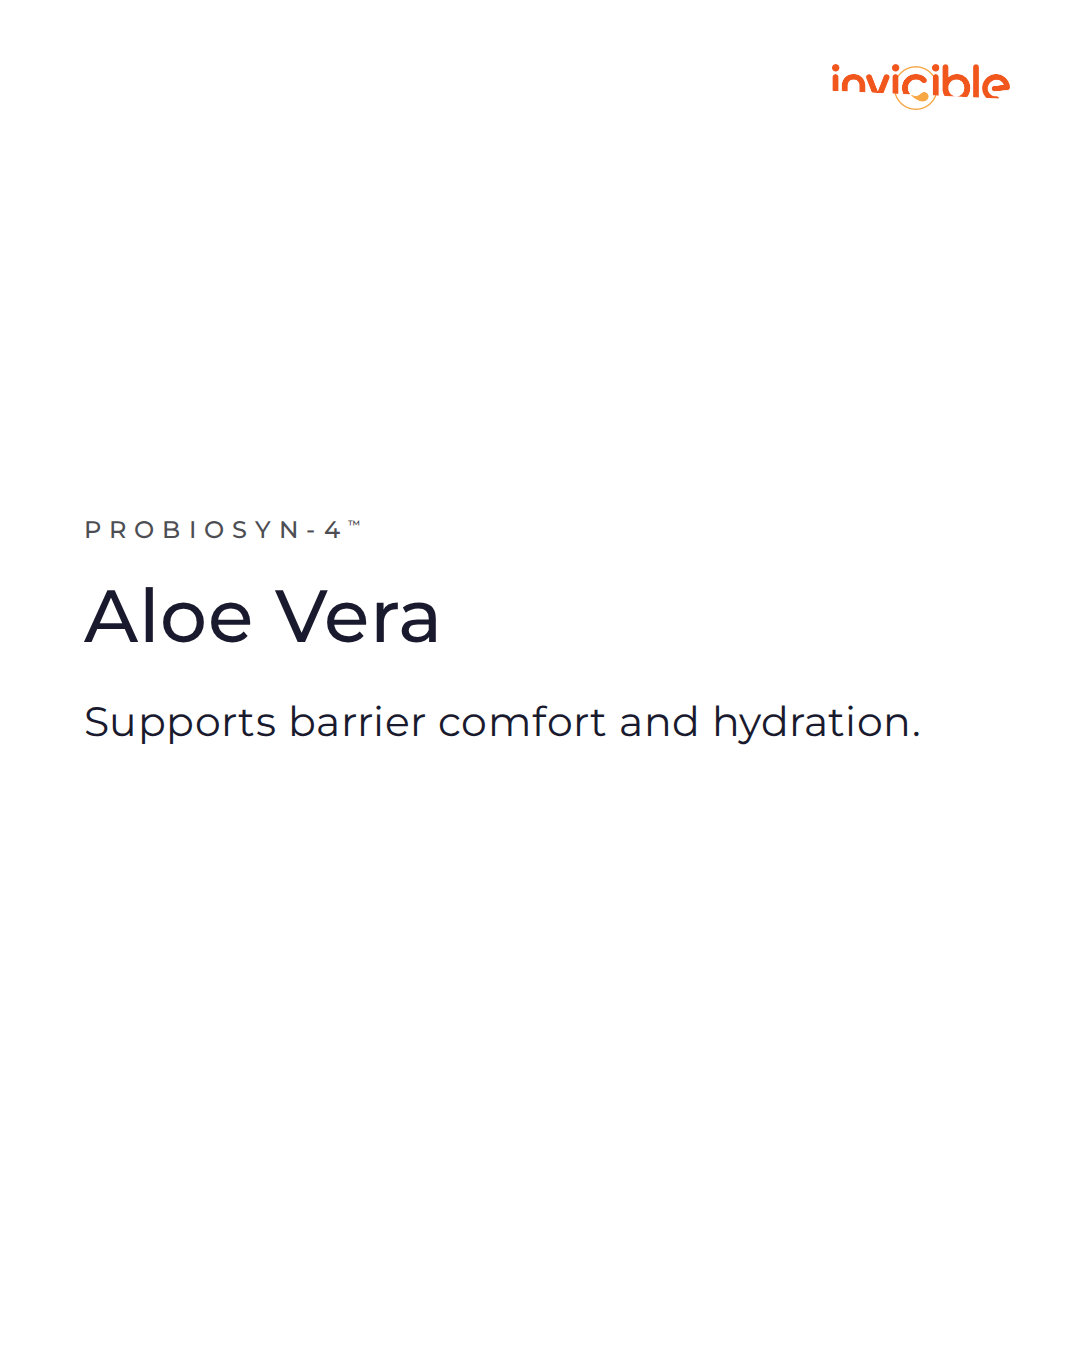 invicible
PROBIOSYN-4™
Aloe Vera
Supports barrier comfort and hydration.